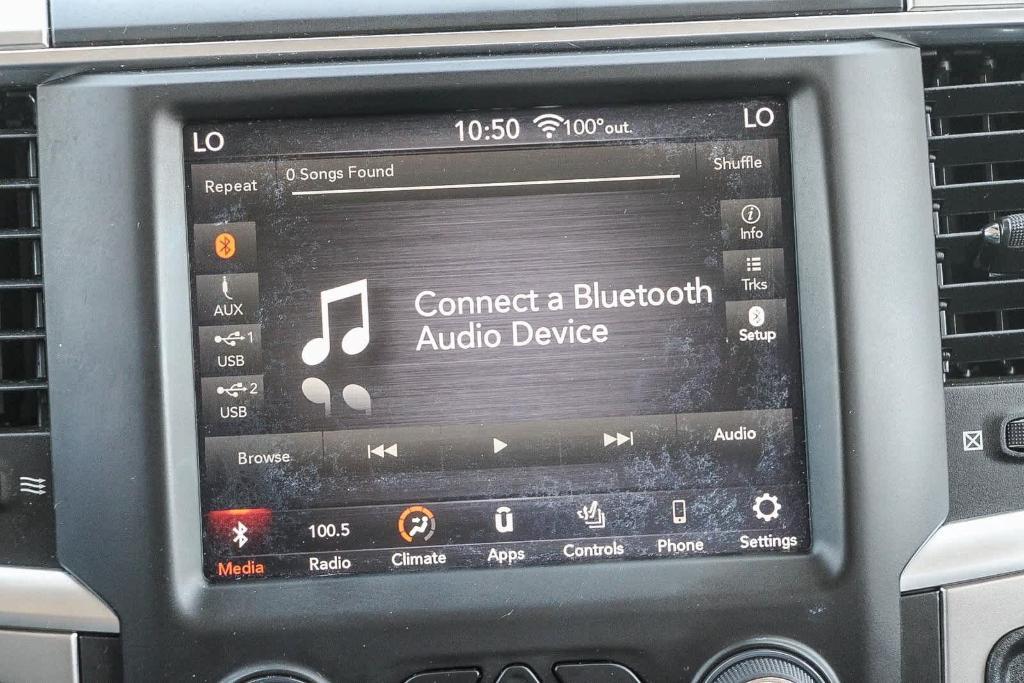 LO
10:50
100° out.
LO
Repeat
0 Songs Found
Shuffle
Info
AUX
Trks
1
USB
Connect a Bluetooth
Audio Device
Setup
2
USB
Browse
Audio
Media
100.5
Radio
Climate
Apps
Controls
Phone
Settings